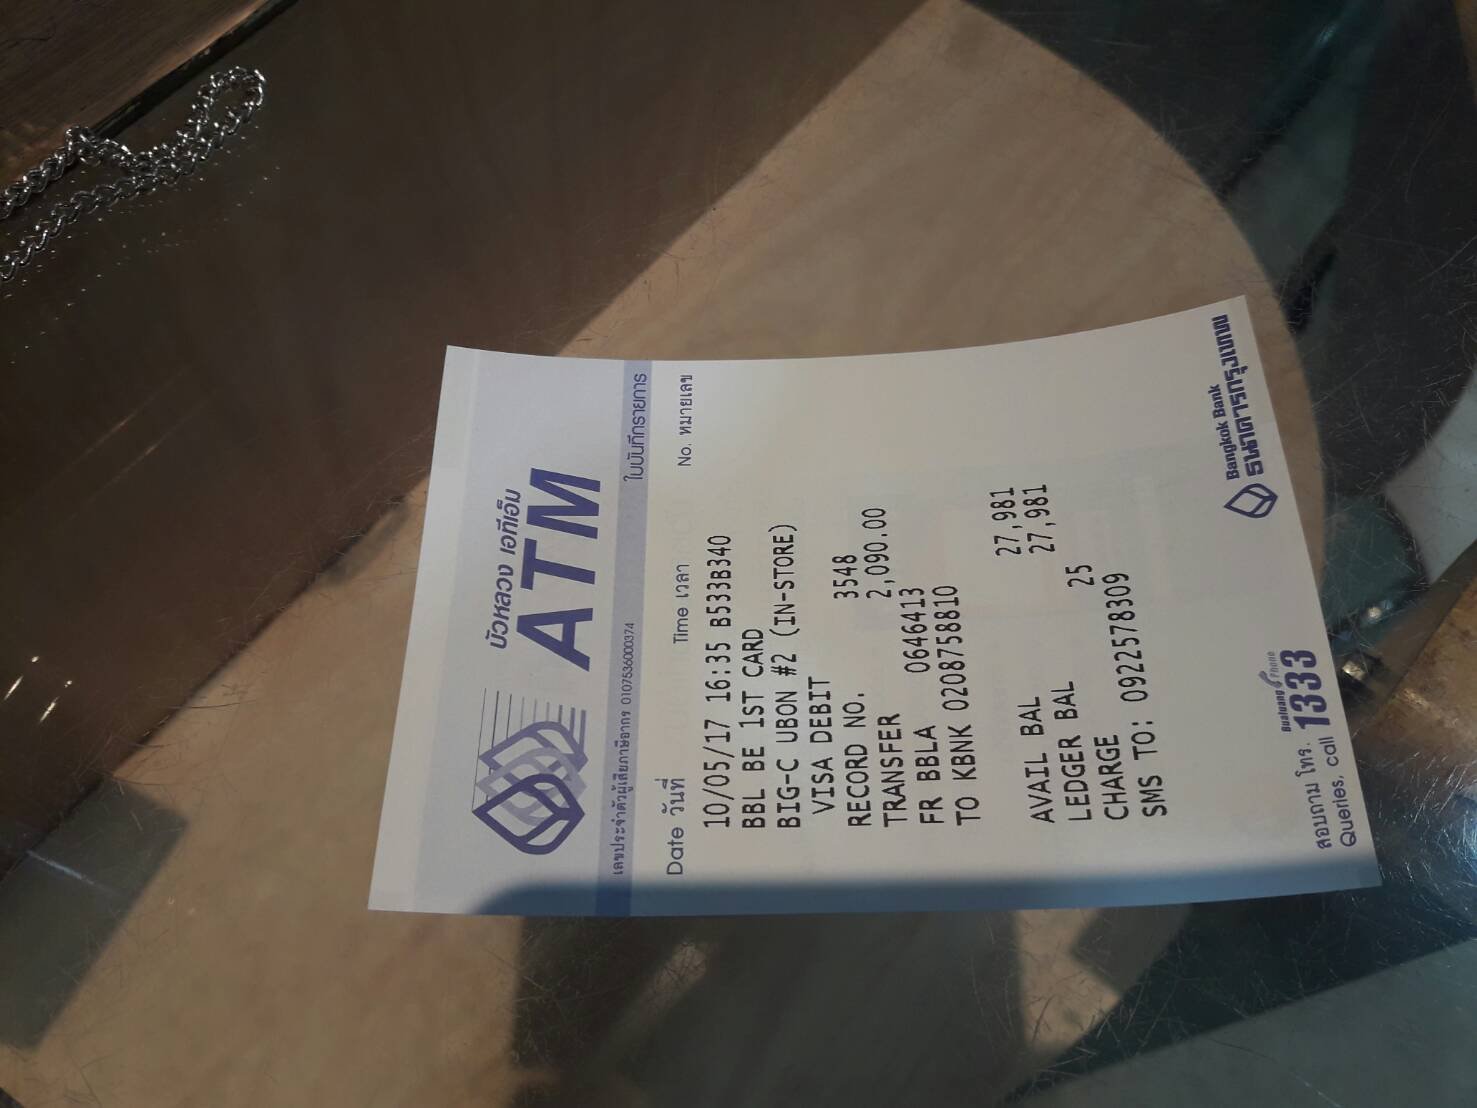 บัวหลวง เอทีเอ็ม
ATM
เลขประจำตัวผู้เสียภาษีอากร 0107536000374 ใบบันทึกรายการ
Date วันที่ Time เวลา No. หมายเลข
10/05/17 16:35 B533B340
BBL BE 1ST CARD
BIG-C UBON #2 (IN-STORE)
VISA DEBIT
RECORD NO. 3548
TRANSFER 2,090.00
FR BBLA 0646413
TO KBNK 0208758810
AVAIL BAL 27,981
LEDGER BAL 27,981
CHARGE 25
SMS TO: 0922578309
สอบถาม โทร.
Queries, call
Bualuang Phone
1333
Bangkok Bank
ธนาคารกรุงเทพ